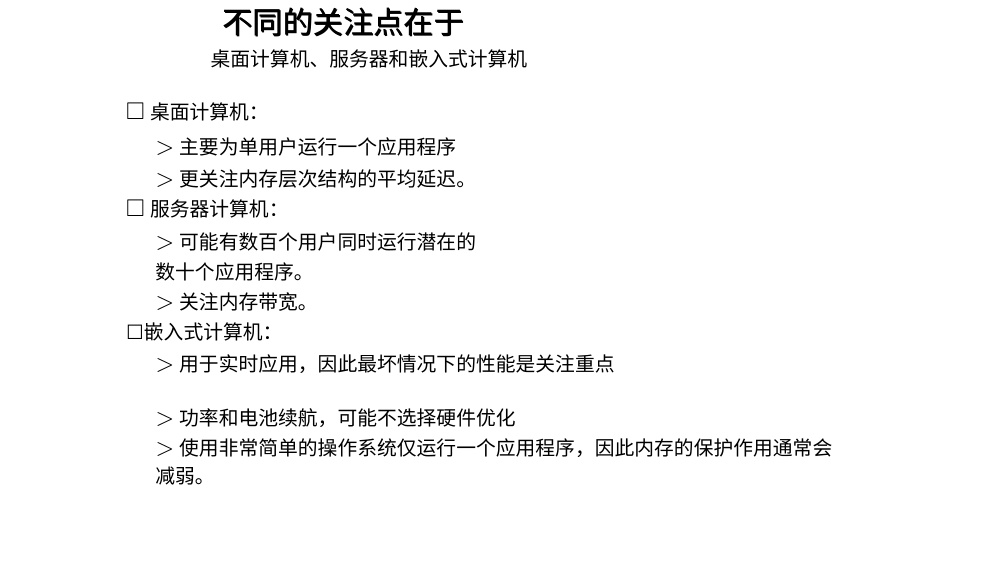 不同的关注点在于
桌面计算机、服务器和嵌入式计算机
□ 桌面计算机：
＞ 主要为单用户运行一个应用程序
＞ 更关注内存层次结构的平均延迟。
□ 服务器计算机：
＞ 可能有数百个用户同时运行潜在的
数十个应用程序。
＞ 关注内存带宽。
□嵌入式计算机：
＞ 用于实时应用，因此最坏情况下的性能是关注重点
＞ 功率和电池续航，可能不选择硬件优化
＞ 使用非常简单的操作系统仅运行一个应用程序，因此内存的保护作用通常会
减弱。